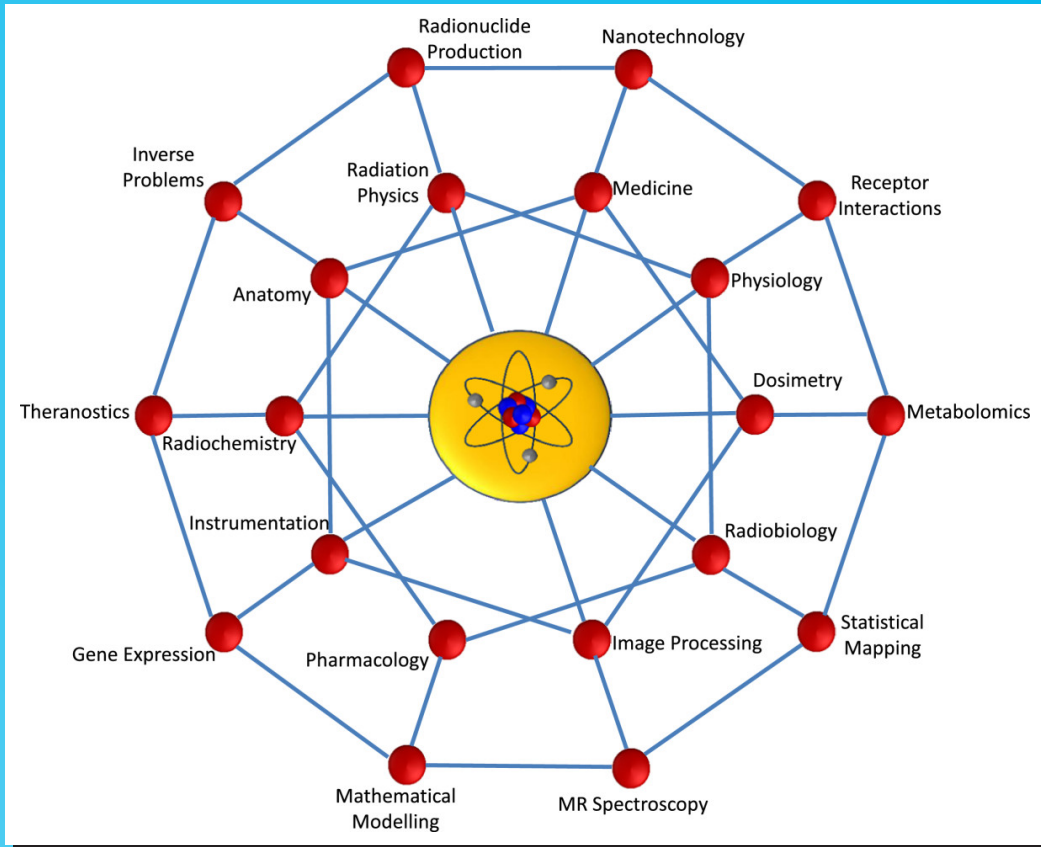 Radionuclide
Production
Nanotechnology
Inverse
Problems
Radiation
Physics
Medicine
Receptor
Interactions
Anatomy
Physiology
Theranostics
Radiochemistry
Dosimetry
Metabolomics
Instrumentation
Radiobiology
Gene Expression
Pharmacology
Image Processing
Statistical
Mapping
Mathematical
Modelling
MR Spectroscopy